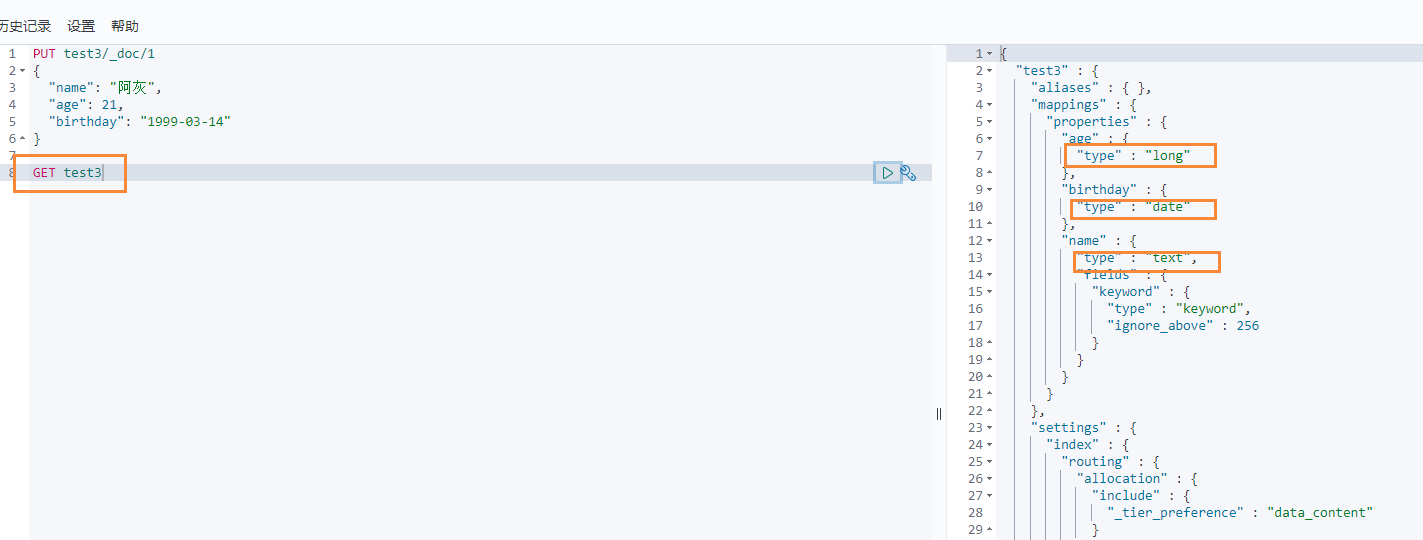 历史记录 设置 帮助
1 PUT test3/_doc/1
2 {
3 "name": "阿灰",
4 "age": 21,
5 "birthday": "1999-03-14"
6 }
7
8 GET test3
1 {
2 "test3" : {
3 "aliases" : { },
4 "mappings" : {
5 "properties" : {
6 "age" : {
7 "type" : "long"
8 },
9 "birthday" : {
10 "type" : "date"
11 },
12 "name" : {
13 "type" : "text",
14 "fields" : {
15 "keyword" : {
16 "type" : "keyword",
17 "ignore_above" : 256
18 }
19 }
20 }
21 }
22 },
23 "settings" : {
24 "index" : {
25 "routing" : {
26 "allocation" : {
27 "include" : {
28 "_tier_preference" : "data_content"
29 }